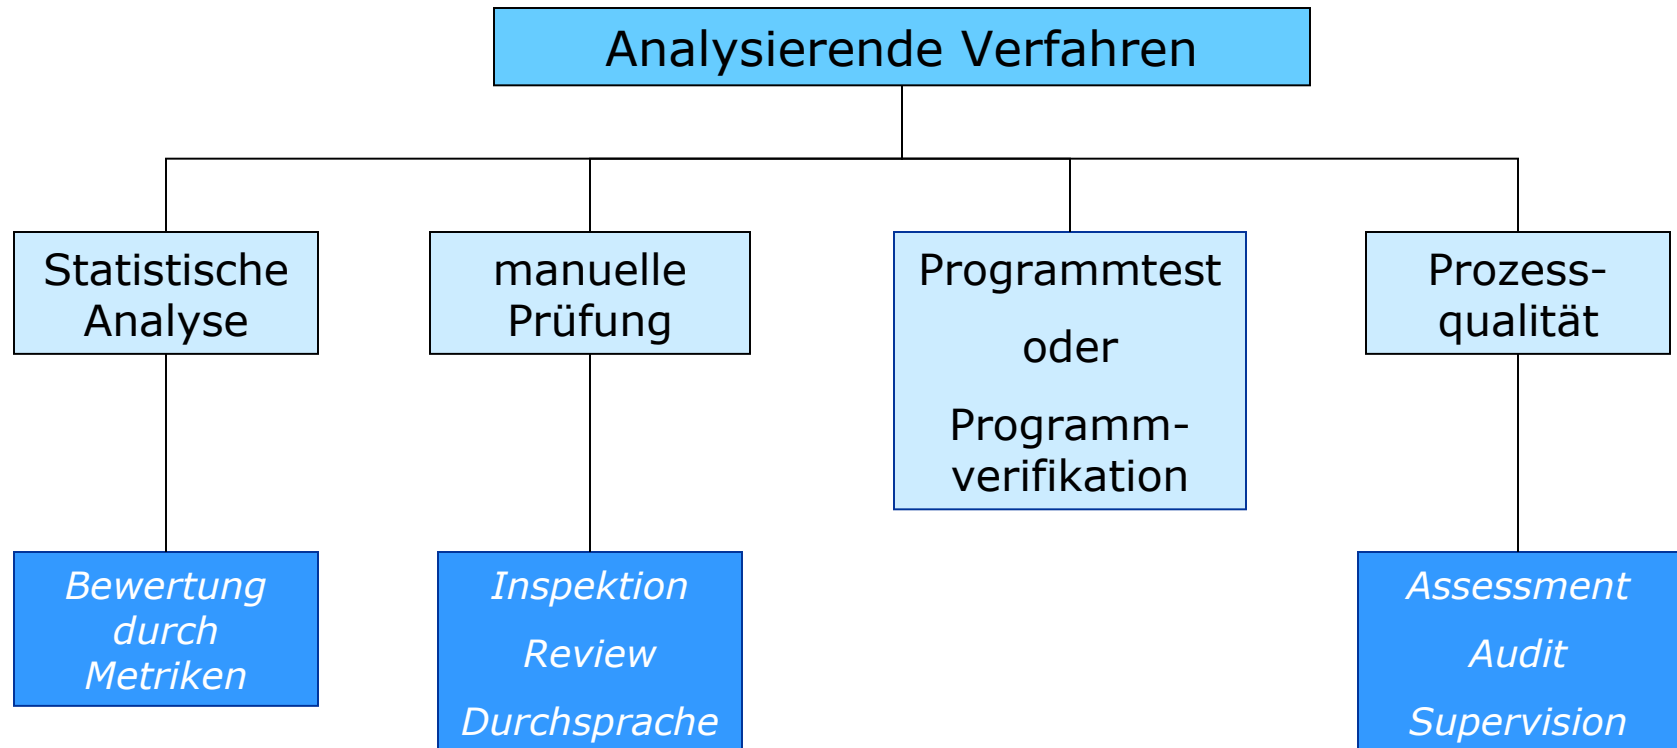 Analysierende Verfahren
Statistische
Analyse
manuelle
Prüfung
Programmtest
oder
Programm-
verifikation
Prozess-
qualität
Bewertung
durch
Metriken
Inspektion
Review
Durchsprache
Assessment
Audit
Supervision